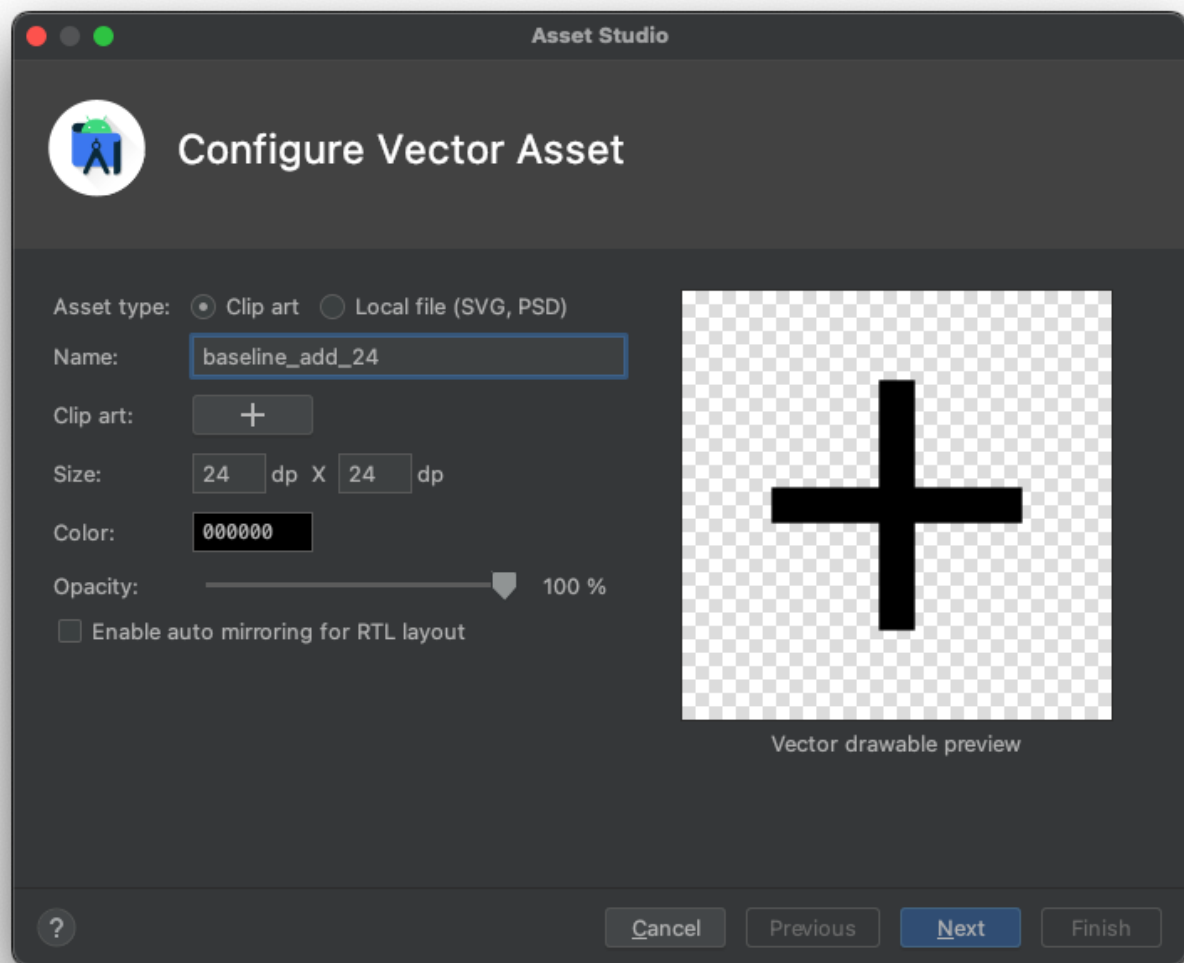 Asset Studio
Configure Vector Asset
Asset type: Clip art Local file (SVG, PSD)
Name: baseline_add_24
Clip art:
Size: 24 dp X 24 dp
Color: 000000
Opacity: 100 %
Enable auto mirroring for RTL layout
Vector drawable preview
? Cancel Previous Next Finish